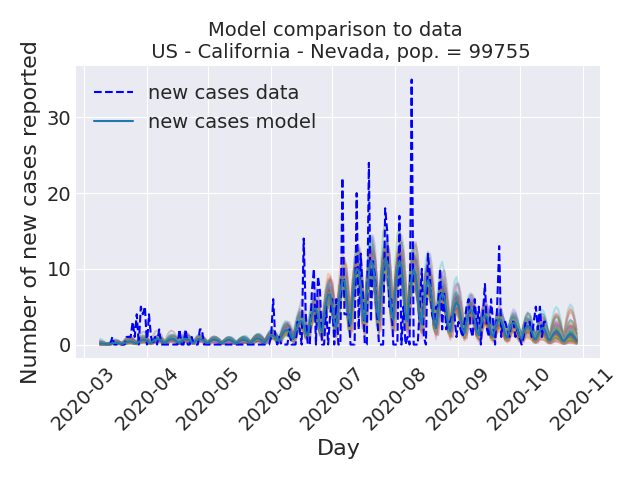 Model comparison to data
US - California - Nevada, pop. = 99755
new cases data
new cases model
Number of new cases reported
30
20
10
0
2020-03
2020-04
2020-05
2020-06
2020-07
2020-08
2020-09
2020-10
2020-11
Day